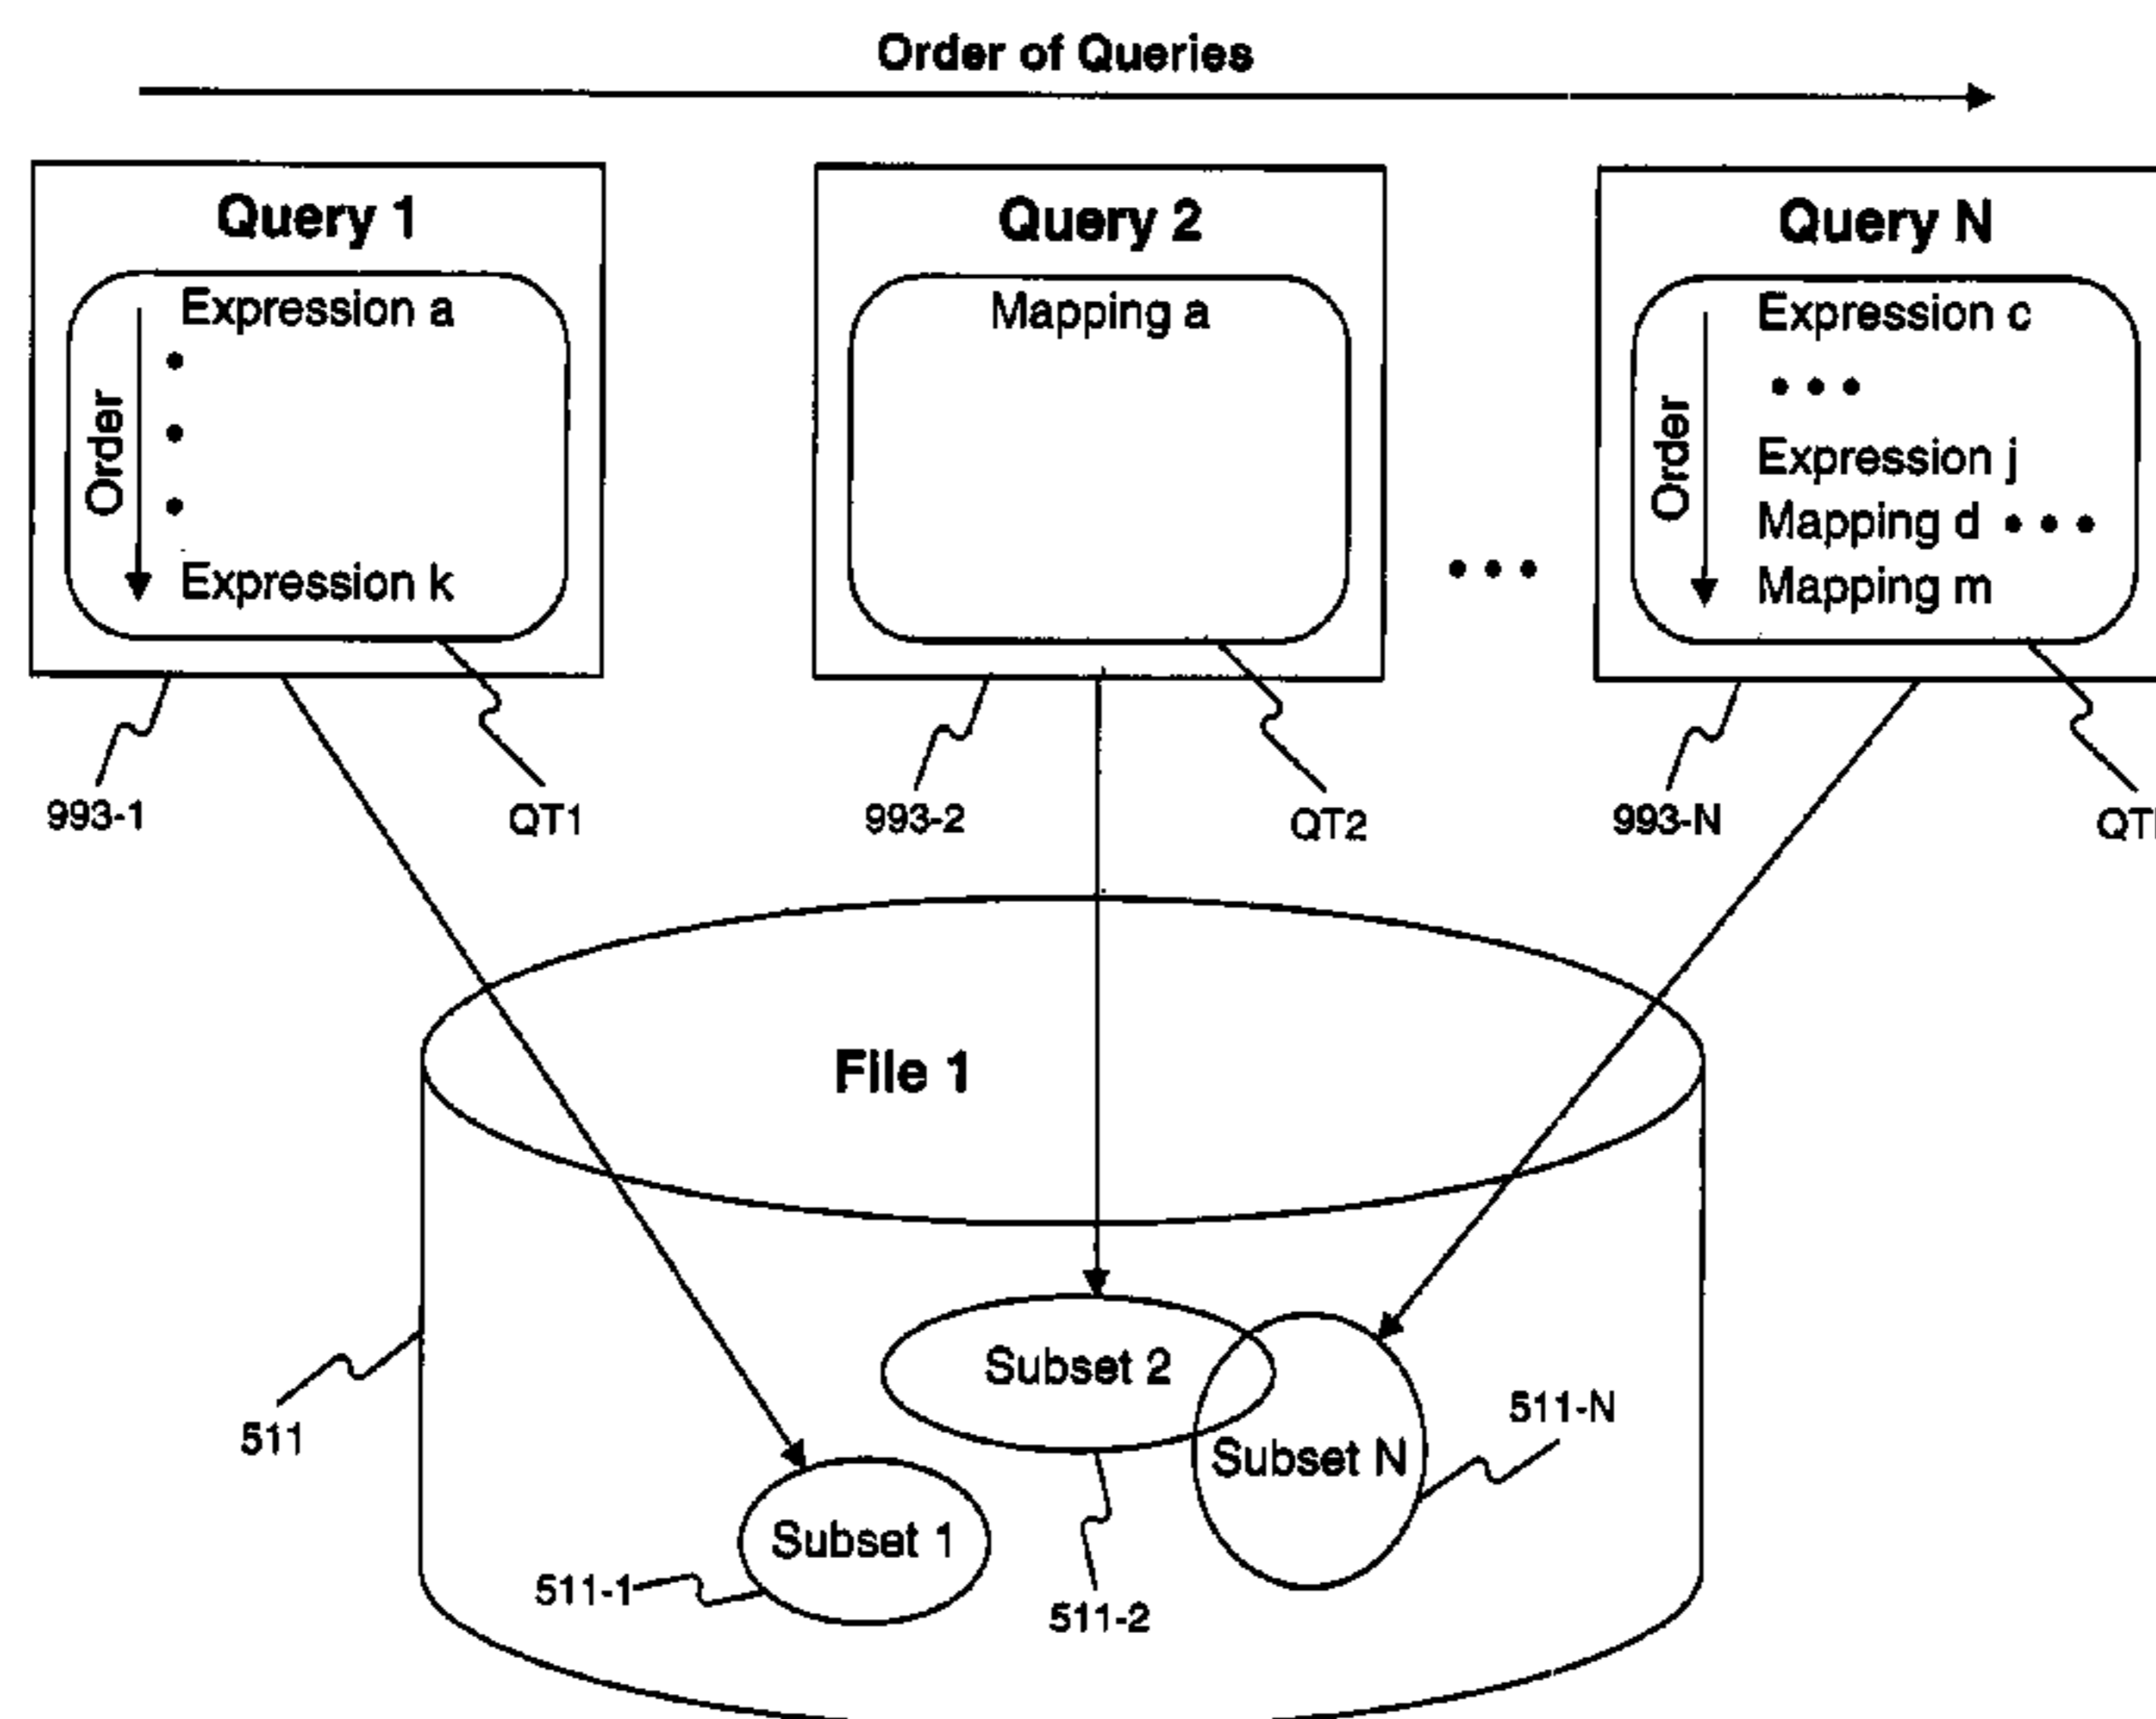 Order of Queries
Query 1
Expression a
•
•
•
Expression k
Order
Query 2
Mapping a
• • •
Query N
Expression c
• • •
Expression j
Mapping d • • •
Mapping m
Order
993-1
QT1
993-2
QT2
993-N
File 1
Subset 2
Subset N
Subset 1
511
511-N
511-1
511-2